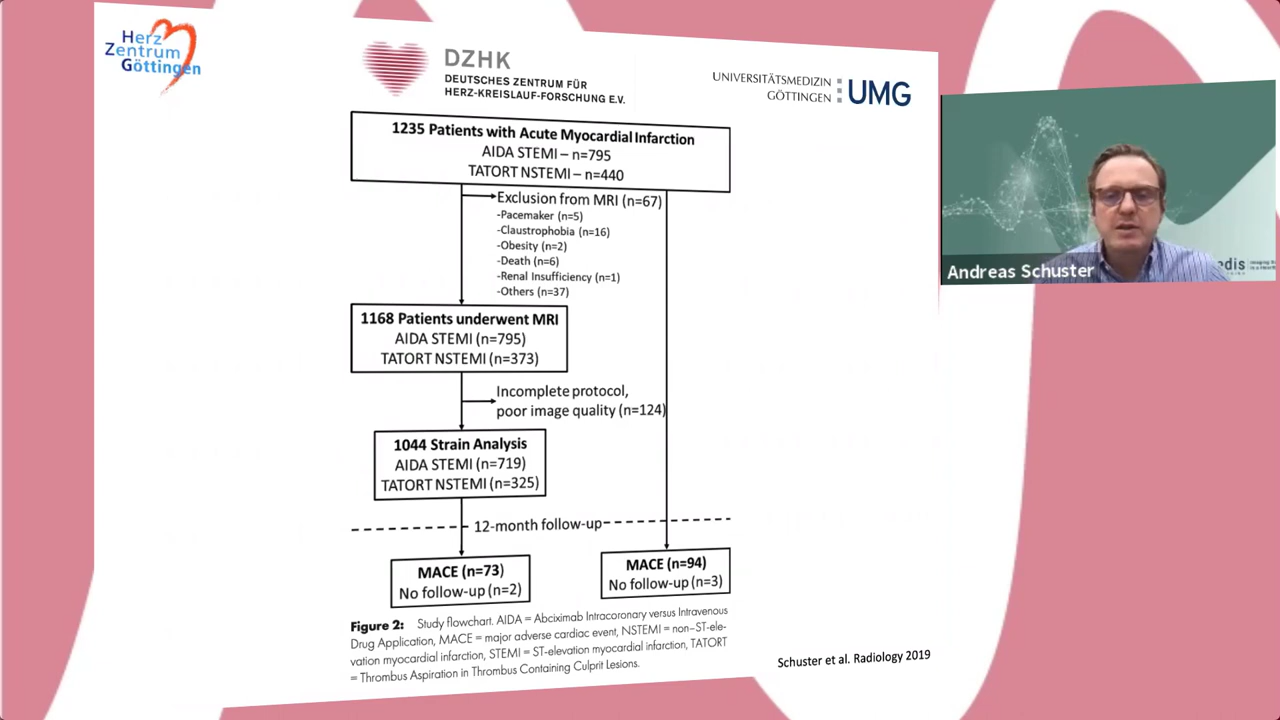 Herz
Zentrum
Göttingen
DZHK
DEUTSCHES ZENTRUM FÜR
HERZ-KREISLAUF-FORSCHUNG E.V.
UNIVERSITÄTSMEDIZIN
GÖTTINGEN
UMG
1235 Patients with Acute Myocardial Infarction
AIDA STEMI – n=795
TATORT NSTEMI – n=440
Exclusion from MRI (n=67)
-Pacemaker (n=5)
-Claustrophobia (n=16)
-Obesity (n=2)
-Death (n=6)
-Renal Insufficiency (n=1)
-Others (n=37)
1168 Patients underwent MRI
AIDA STEMI (n=795)
TATORT NSTEMI (n=373)
Incomplete protocol,
poor image quality (n=124)
1044 Strain Analysis
AIDA STEMI (n=719)
TATORT NSTEMI (n=325)
12-month follow-up
MACE (n=73)
No follow-up (n=2)
MACE (n=94)
No follow-up (n=3)
Figure 2: Study flowchart. AIDA = Abciximab Intracoronary versus Intravenous
Drug Application, MACE = major adverse cardiac event, NSTEMI = non–ST-ele-
vation myocardial infarction, STEMI = ST-elevation myocardial infarction, TATORT
= Thrombus Aspiration in Thrombus Containing Culprit Lesions.
Schuster et al. Radiology 2019
Andreas Schuster
edis